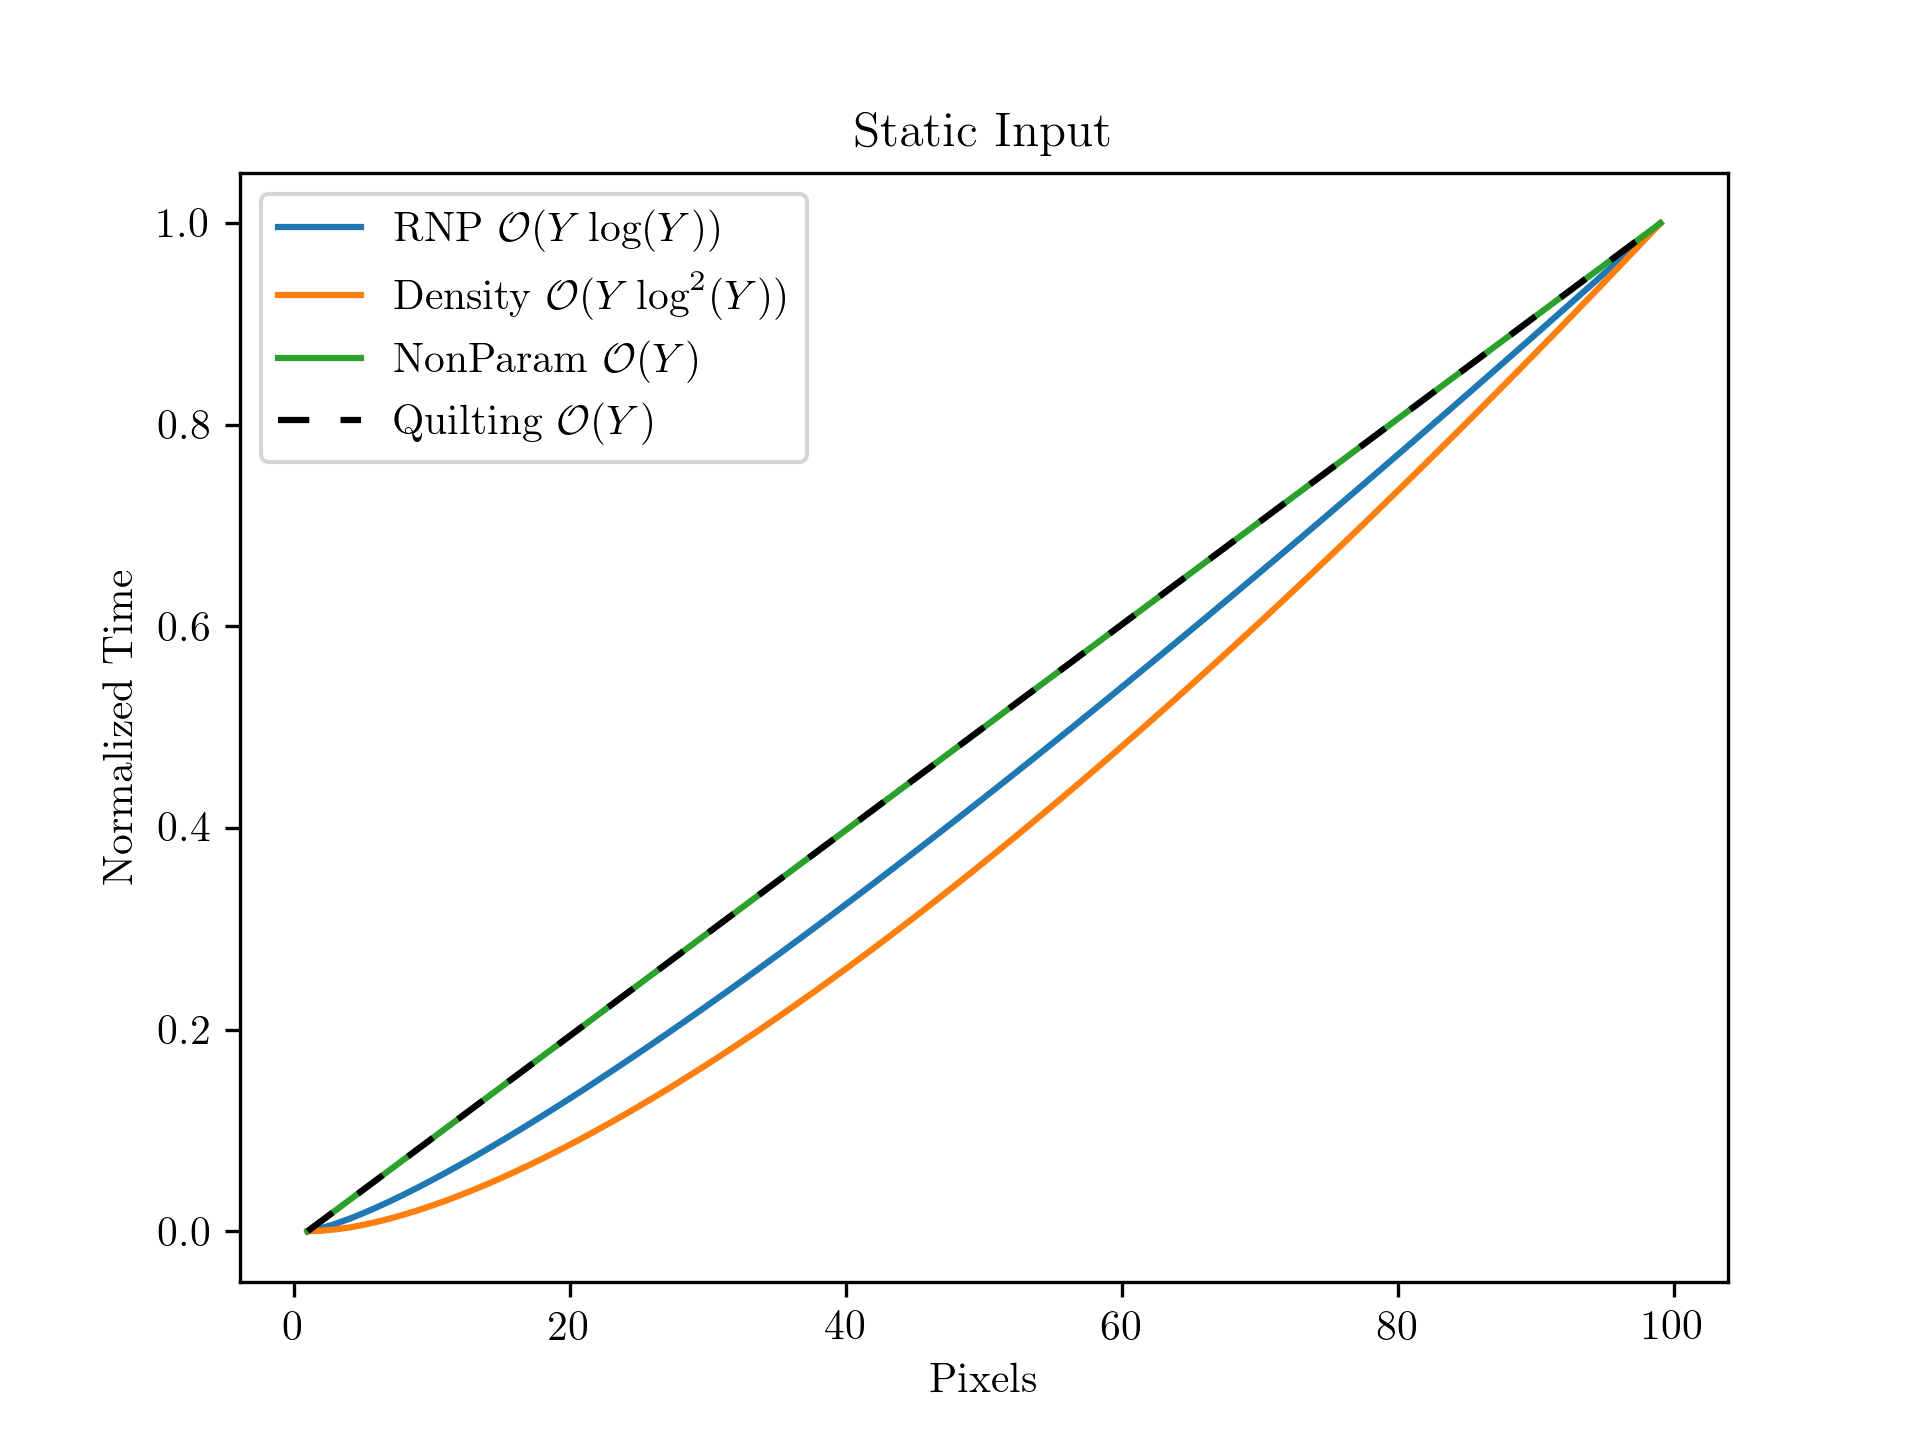 Static Input
RNP 𝒪(Y log(Y))
Density 𝒪(Y log²(Y))
NonParam 𝒪(Y)
Quilting 𝒪(Y)
Normalized Time
1.0
0.8
0.6
0.4
0.2
0.0
0 20 40 60 80 100
Pixels